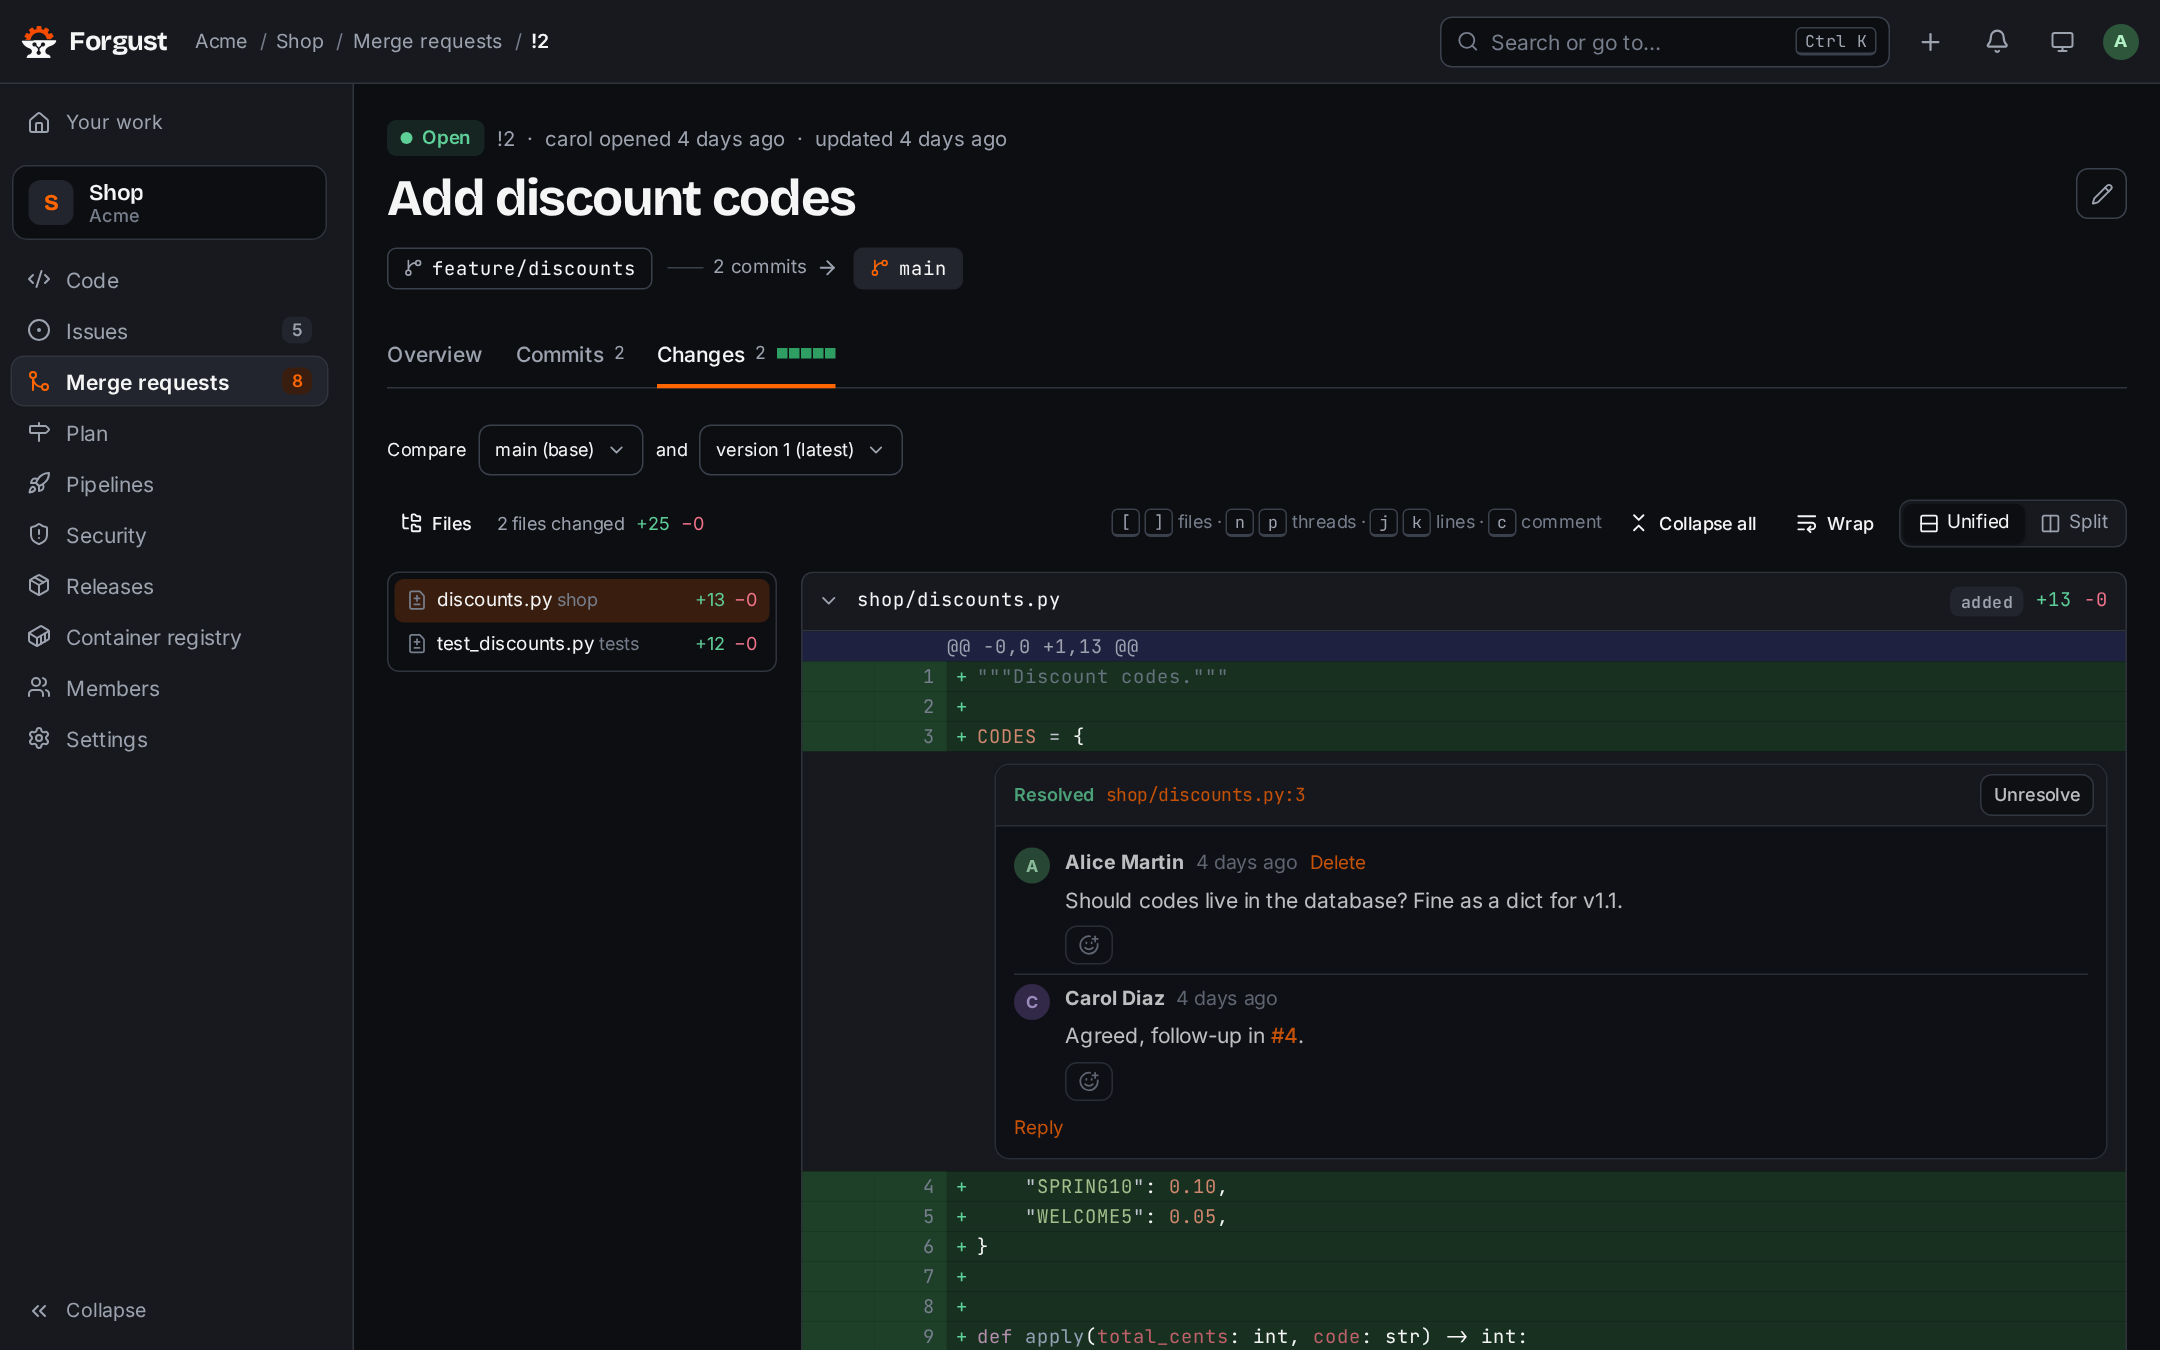 Forgust
Acme / Shop / Merge requests / !2
Search or go to... Ctrl K
A
Your work
S
Shop
Acme
Code
Issues 5
Merge requests 8
Plan
Pipelines
Security
Releases
Container registry
Members
Settings
Collapse
Open !2 · carol opened 4 days ago · updated 4 days ago
Add discount codes
feature/discounts 2 commits → main
Overview Commits 2 Changes 2
Compare main (base) and version 1 (latest)
Files 2 files changed +25 −0
[ ] files · n p threads · j k lines · c comment Collapse all Wrap Unified Split
discounts.py shop +13 −0
test_discounts.py tests +12 −0
shop/discounts.py added +13 -0
@@ -0,0 +1,13 @@
1 + """Discount codes."""
2 +
3 + CODES = {
Resolved shop/discounts.py:3 Unresolve
A Alice Martin 4 days ago Delete
Should codes live in the database? Fine as a dict for v1.1.
C Carol Diaz 4 days ago
Agreed, follow-up in #4.
Reply
4 + "SPRING10": 0.10,
5 + "WELCOME5": 0.05,
6 + }
7 +
8 +
9 + def apply(total_cents: int, code: str) -> int: